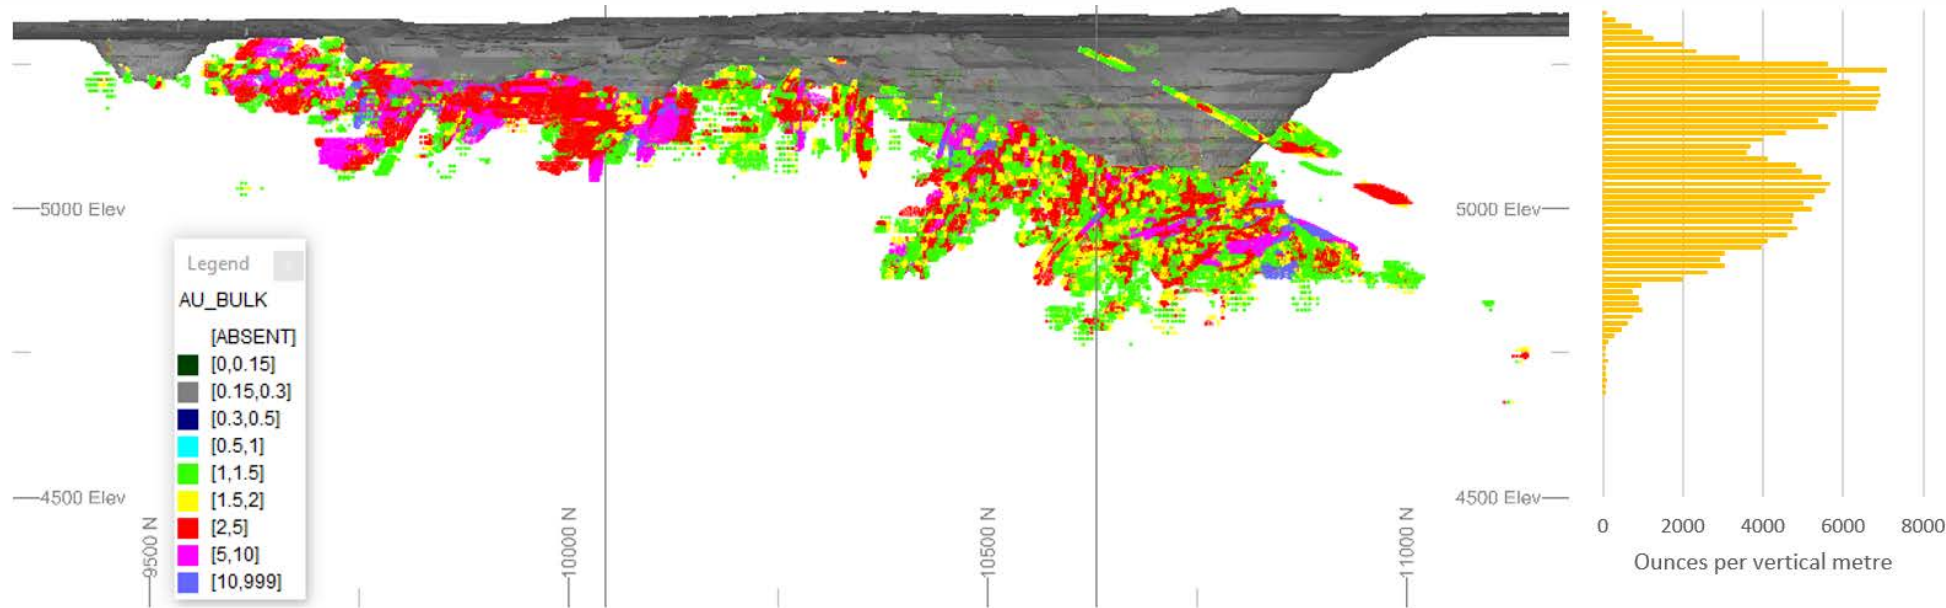 5000 Elev
5000 Elev
Legend
AU_BULK
[ABSENT]
[0,0.15]
[0.15,0.3]
[0.3,0.5]
[0.5,1]
[1,1.5]
[1.5,2]
[2,5]
[5,10]
[10,999]
4500 Elev
4500 Elev
9500 N
10000 N
10500 N
11000 N
0 2000 4000 6000 8000
Ounces per vertical metre